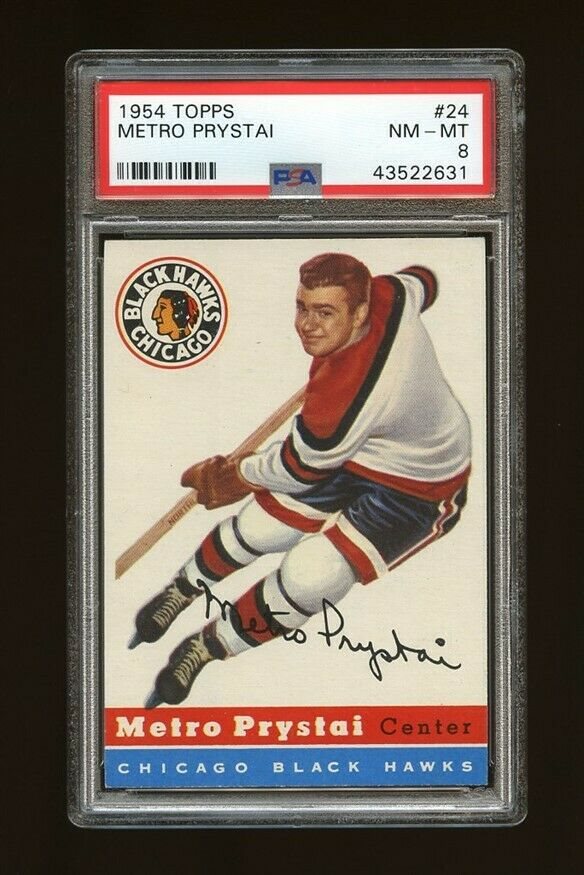 1954 TOPPS #24
METRO PRYSTAI NM – MT
8
PSA 43522631
BLACK HAWKS
CHICAGO
Metro Prystai
Metro Prystai Center
CHICAGO BLACK HAWKS